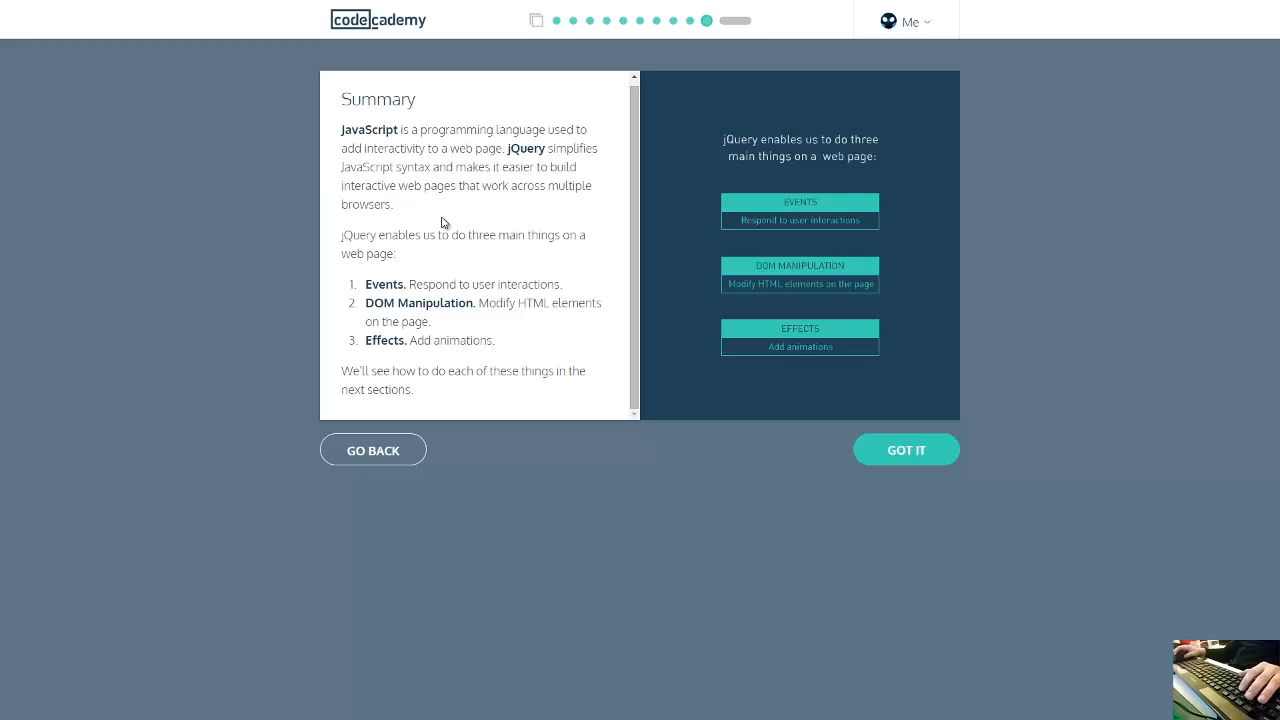 codecademy
Me
Summary
JavaScript is a programming language used to
add interactivity to a web page. jQuery simplifies
JavaScript syntax and makes it easier to build
interactive web pages that work across multiple
browsers.
jQuery enables us to do three main things on a
web page:
1. Events. Respond to user interactions.
2. DOM Manipulation. Modify HTML elements
on the page.
3. Effects. Add animations.
We'll see how to do each of these things in the
next sections.
jQuery enables us to do three
main things on a web page:
EVENTS
Respond to user interactions
DOM MANIPULATION
Modify HTML elements on the page
EFFECTS
Add animations
GO BACK
GOT IT